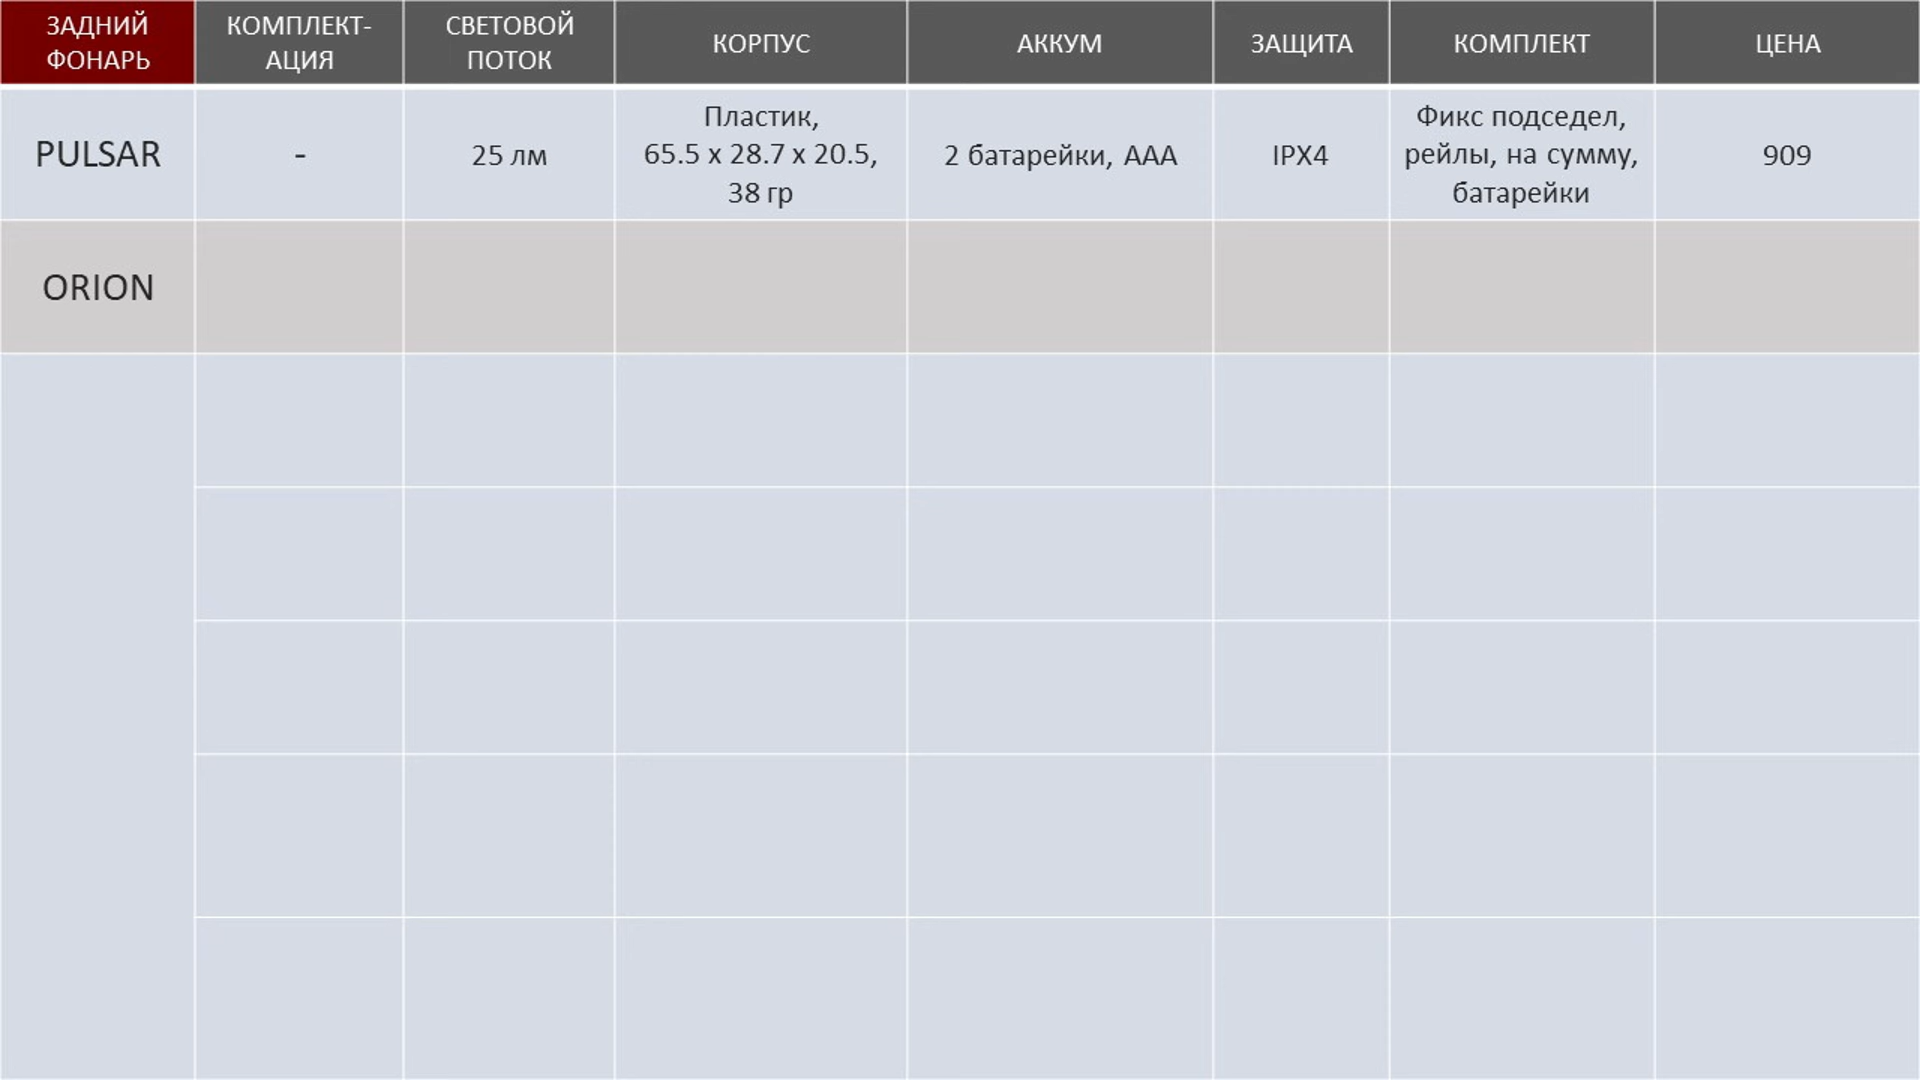 ЗАДНИЙ
ФОНАРЬ
КОМПЛЕКТ-
АЦИЯ
СВЕТОВОЙ
ПОТОК
КОРПУС
АККУМ
ЗАЩИТА
КОМПЛЕКТ
ЦЕНА
PULSAR
-
25 лм
Пластик,
65.5 x 28.7 x 20.5,
38 гр
2 батарейки, ААА
IPX4
Фикс подседел,
рейлы, на сумму,
батарейки
909
ORION